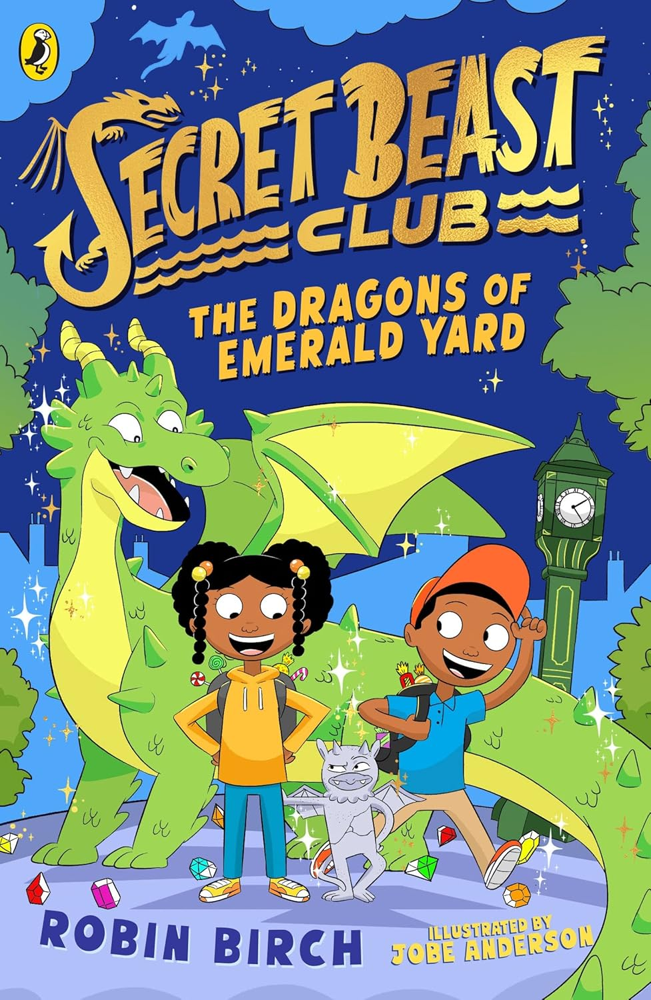 SECRET BEAST
CLUB
THE DRAGONS OF
EMERALD YARD
ROBIN BIRCH
ILLUSTRATED BY
JOBE ANDERSON